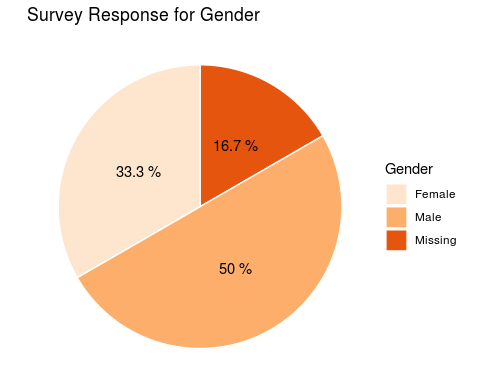 Survey Response for Gender
16.7 %
33.3 %
50 %
Gender
Female
Male
Missing